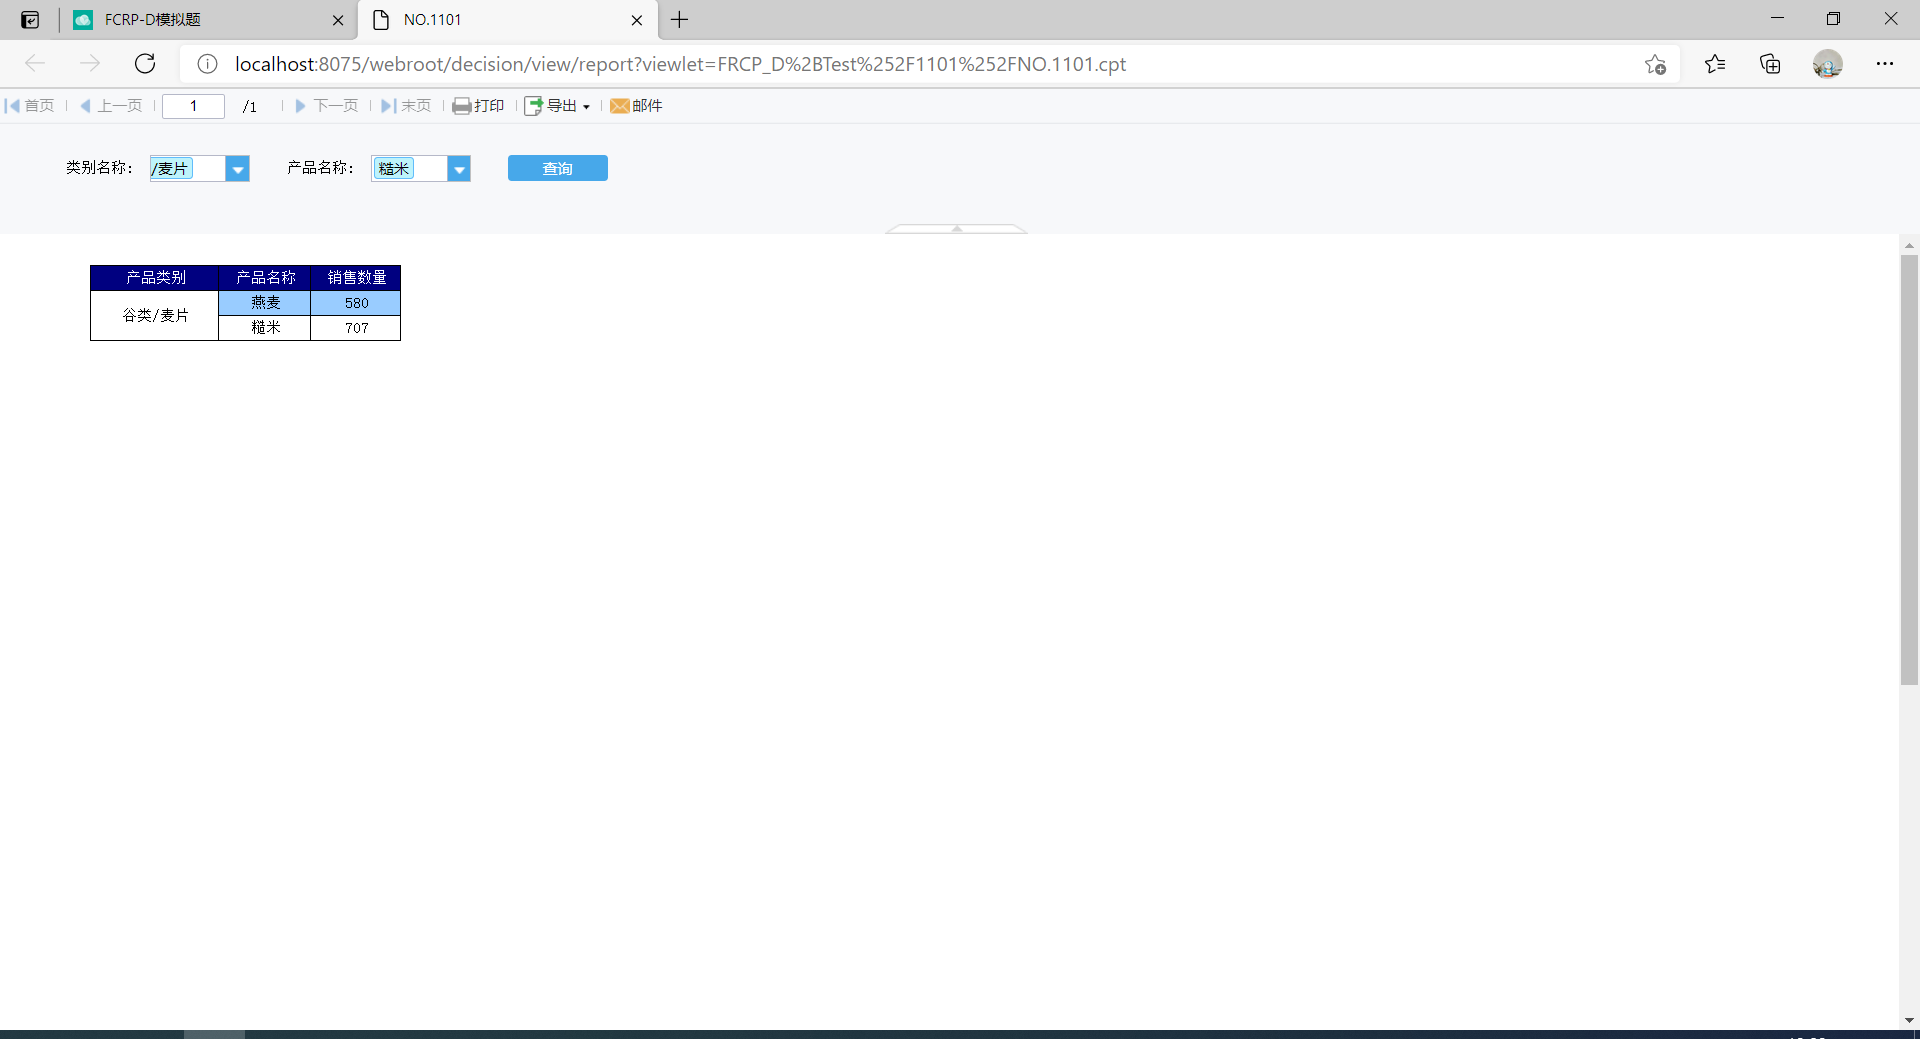 FCRP-D模拟题
NO.1101
localhost:8075/webroot/decision/view/report?viewlet=FRCP_D%2BTest%252F1101%252FNO.1101.cpt
首页 上一页 1 /1 下一页 末页 打印 导出 邮件
类别名称： /麦片 产品名称： 糙米 查询
产品类别 产品名称 销售数量
谷类/麦片 燕麦 580
糙米 707